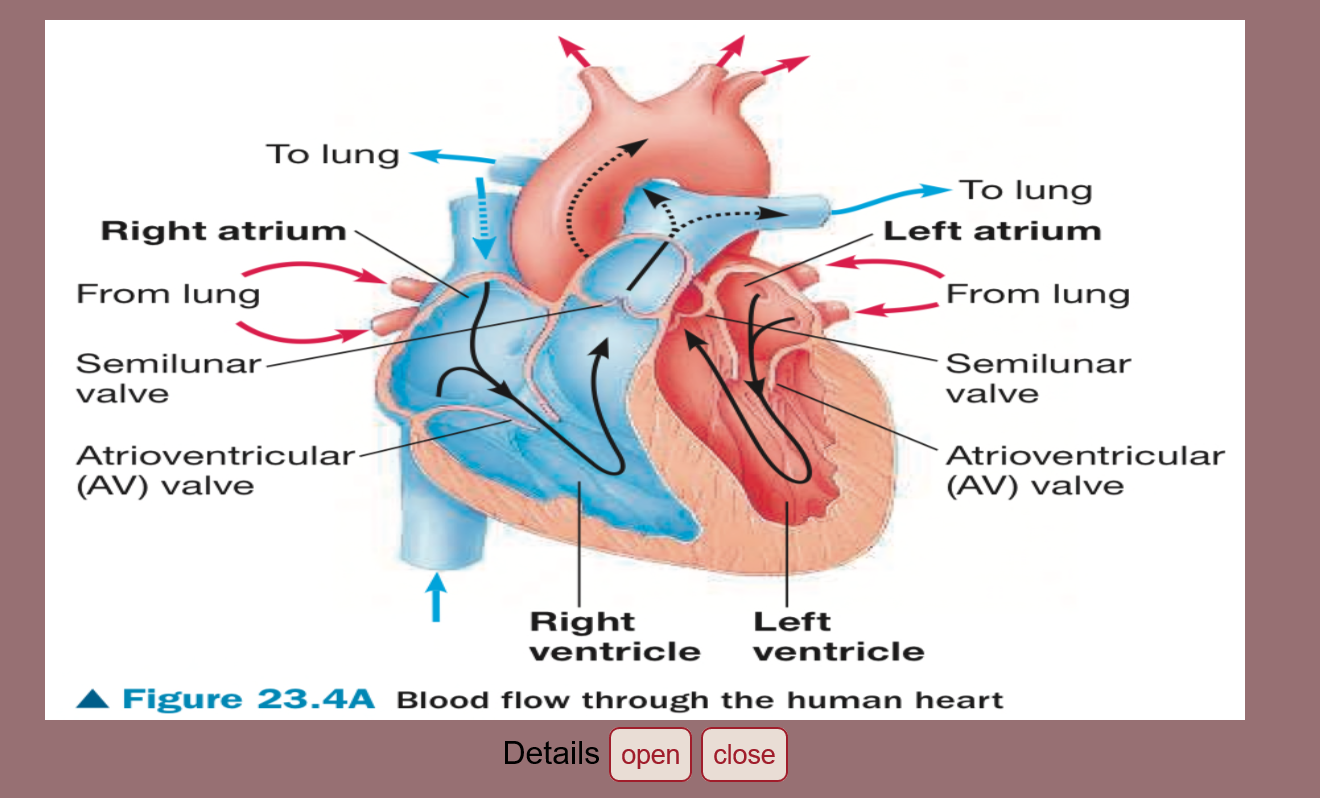 To lung
To lung
Right atrium
Left atrium
From lung
From lung
Semilunar
valve
Semilunar
valve
Atrioventricular
(AV) valve
Atrioventricular
(AV) valve
Right
ventricle
Left
ventricle
▲ Figure 23.4A Blood flow through the human heart
Details open close